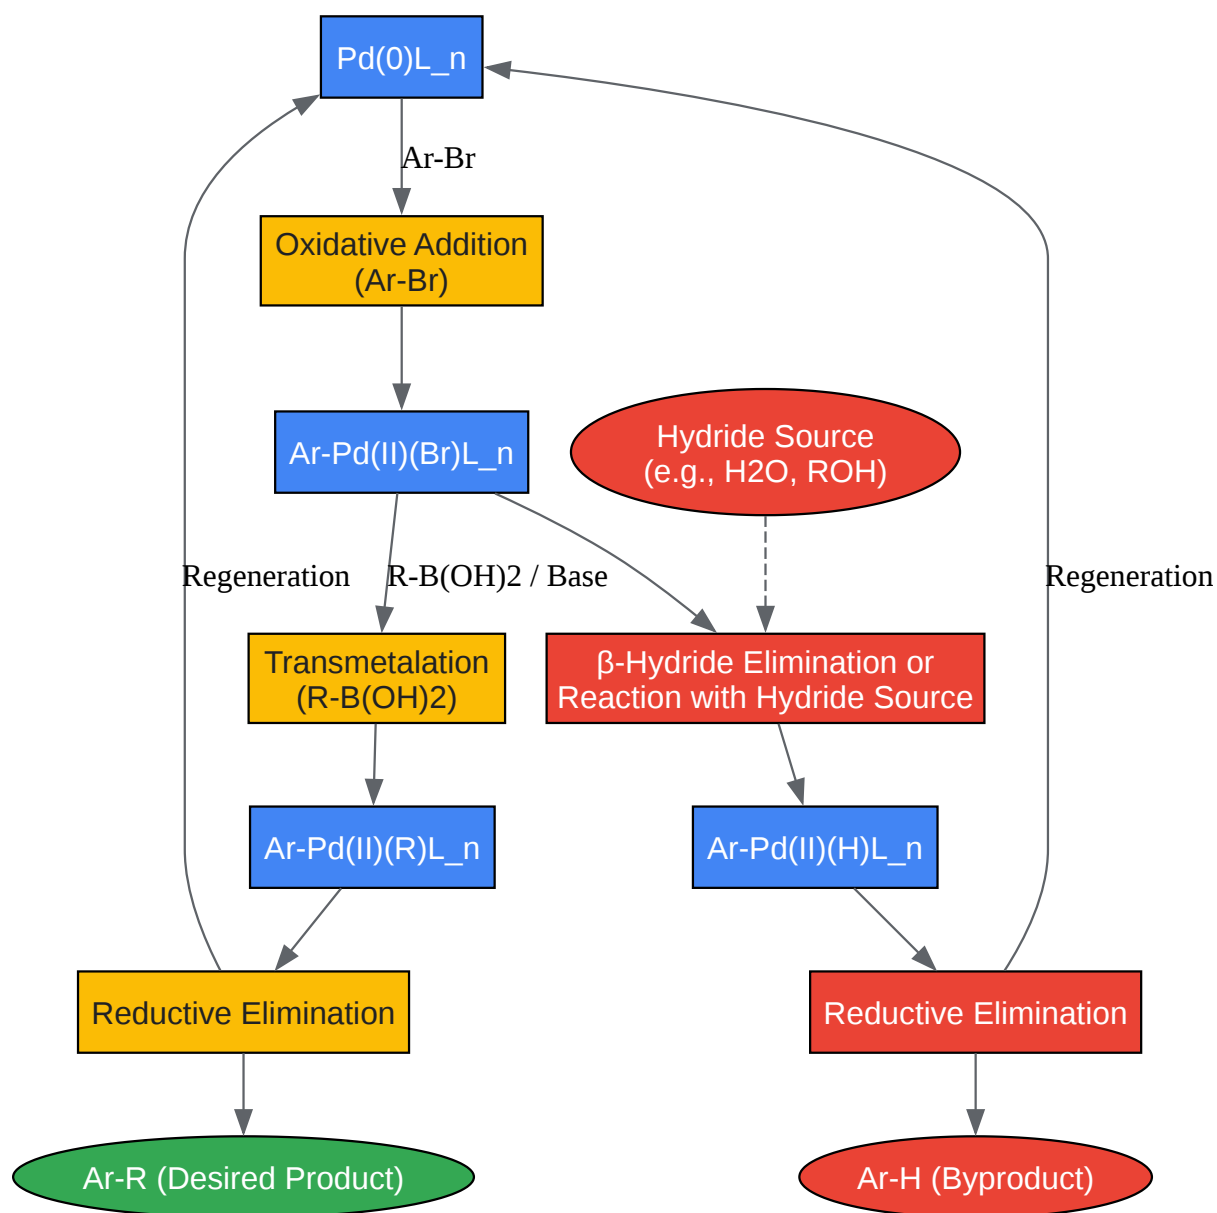 Pd(0)L_n
Ar-Br
Oxidative Addition
(Ar-Br)
Ar-Pd(II)(Br)L_n
Hydride Source
(e.g., H2O, ROH)
Regeneration
R-B(OH)2 / Base
Regeneration
Transmetalation
(R-B(OH)2)
β-Hydride Elimination or
Reaction with Hydride Source
Ar-Pd(II)(R)L_n
Ar-Pd(II)(H)L_n
Reductive Elimination
Reductive Elimination
Ar-R (Desired Product)
Ar-H (Byproduct)